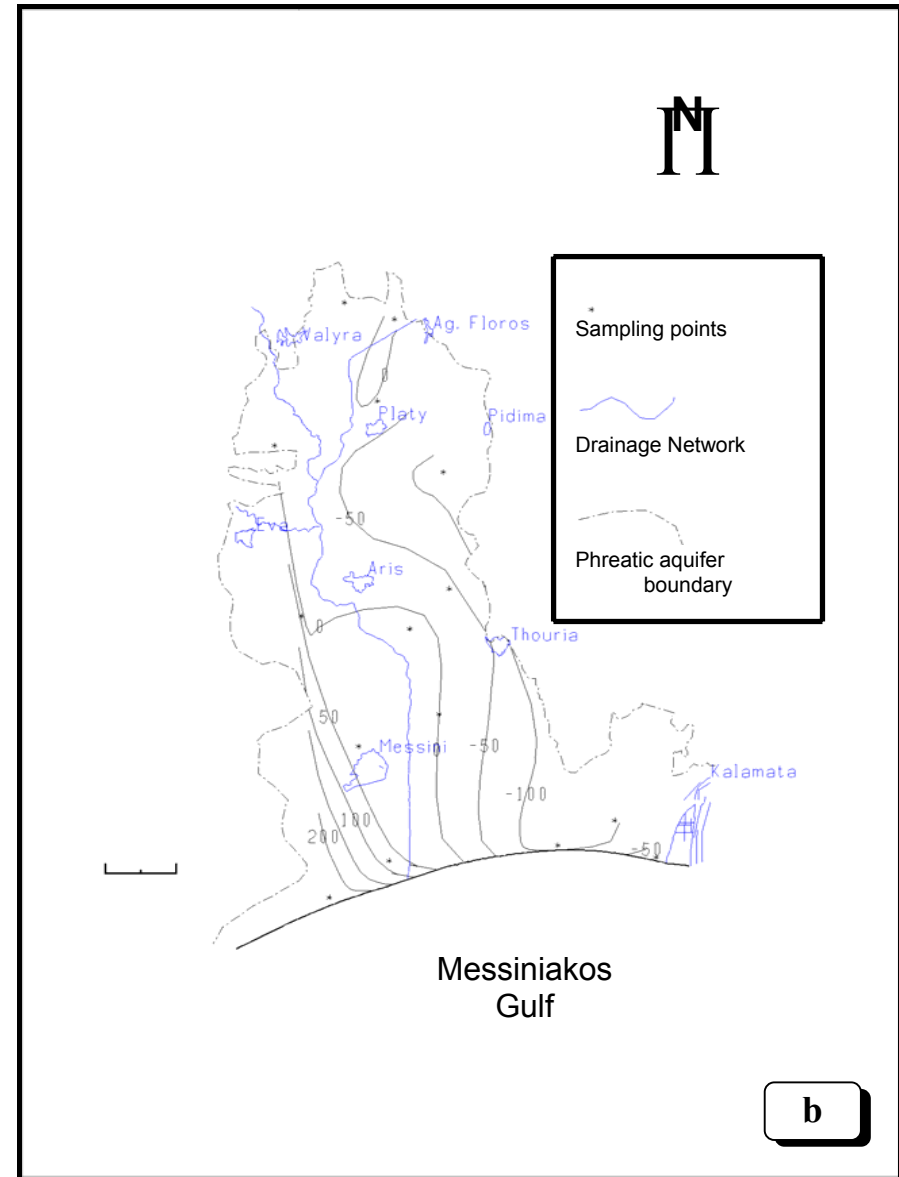 N
Sampling points
Drainage Network
Phreatic aquifer
boundary
Valyra
Ag. Floros
0
Platy
Pidima
-50
Eva
Aris
0
Thouria
50
Messini
0
-50
Kalamata
-100
100
200
-50
Messiniakos
Gulf
b